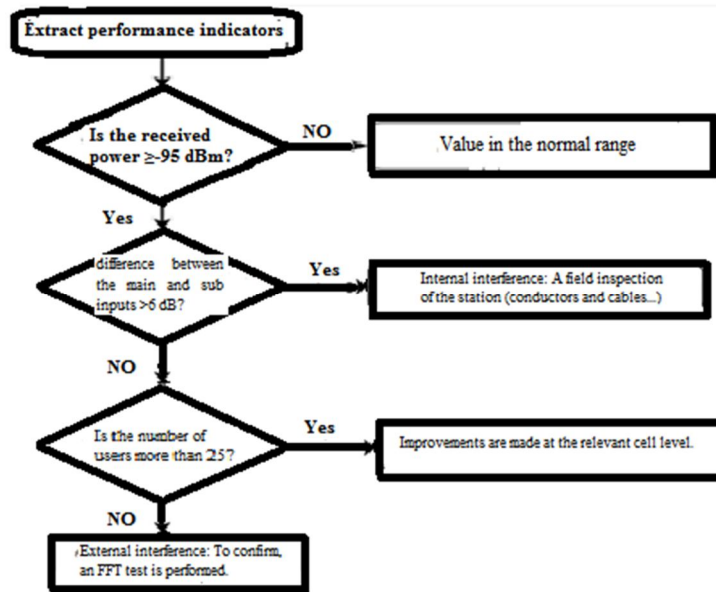 Extract performance indicators
Is the received
power ≥-95 dBm?
NO
Value in the normal range
Yes
difference between
the main and sub
inputs >6 dB?
Yes
Internal interference: A field inspection
of the station (conductors and cables...)
NO
Is the number of
users more than 25?
Yes
Improvements are made at the relevant cell level.
NO
External interference: To confirm,
an FFT test is performed.